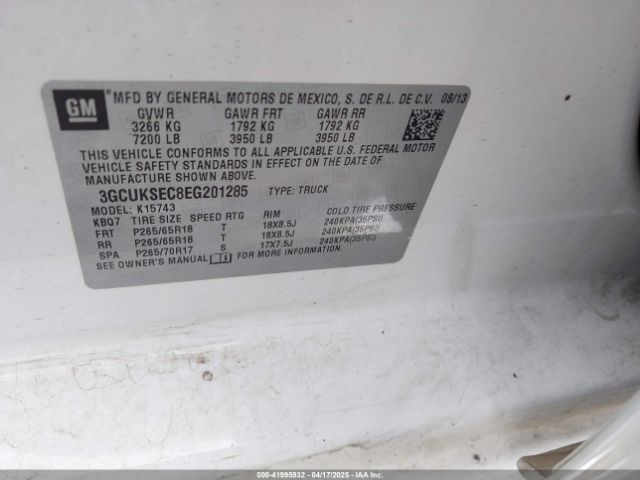 GM
*MFD BY GENERAL MOTORS DE MEXICO, S. DE R.L. DE C.V. 08/13
GVWR GAWR FRT GAWR RR
3266 KG 1792 KG 1792 KG
7200 LB 3950 LB 3950 LB
THIS VEHICLE CONFORMS TO ALL APPLICABLE U.S. FEDERAL MOTOR
VEHICLE SAFETY STANDARDS IN EFFECT ON THE DATE OF
MANUFACTURE SHOWN ABOVE.
3GCUKSEC8EG201285 TYPE: TRUCK
MODEL: K15743
KBQ7 TIRE SIZE SPEED RTG RIM COLD TIRE PRESSURE
FRT P265/65R18 T 18X8.5J 240KPA(35PSI)
RR P265/65R18 T 18X8.5J 240KPA(35PSI)
SPA P265/70R17 S 17X7.5J 240KPA(35PSI)
SEE OWNER'S MANUAL FOR MORE INFORMATION.
000-41995932 - 04/17/2025 - IAAI.COM